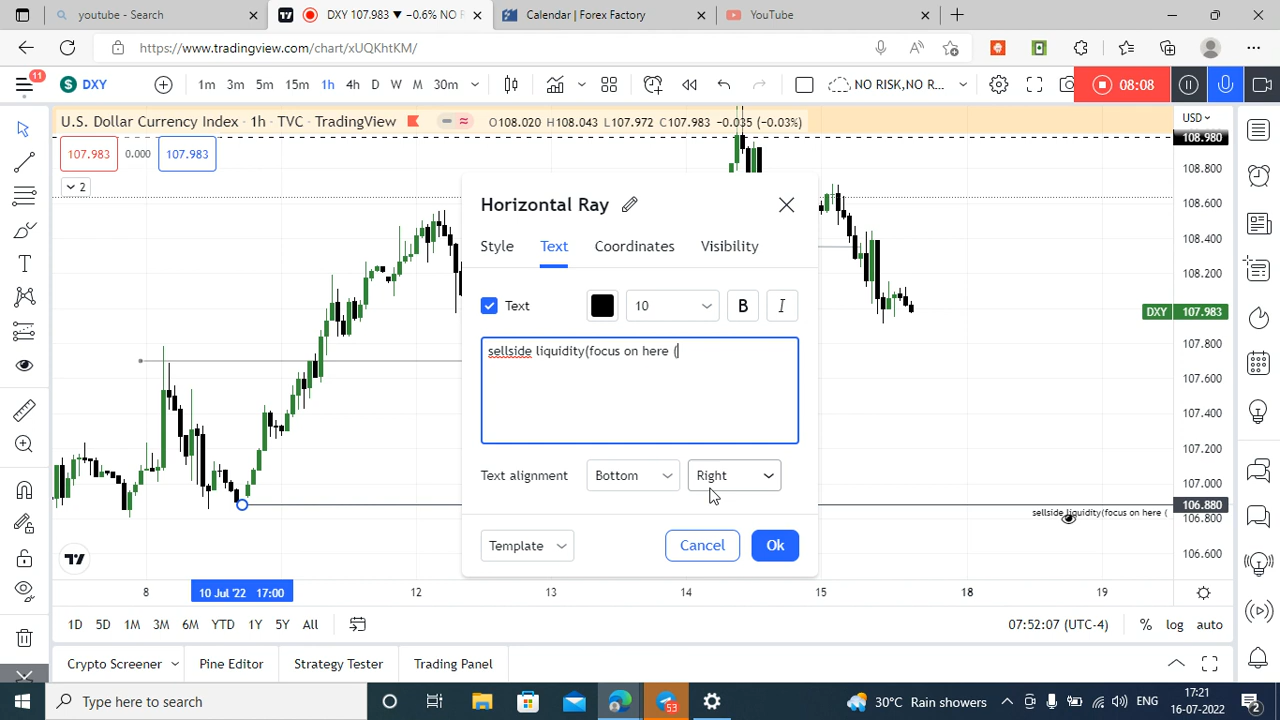 youtube - Search
DXY 107.983 ▼ −0.6% NO R
Calendar | Forex Factory
YouTube
https://www.tradingview.com/chart/xUQKhtKM/
11
DXY
1m 3m 5m 15m 1h 4h D W M 30m
NO RISK,NO R...
08:08
U.S. Dollar Currency Index · 1h · TVC · TradingView
O108.020 H108.043 L107.972 C107.983 −0.035 (−0.03%)
USD
107.983 0.000 107.983
2
108.980
108.800
108.600
108.400
108.200
DXY 107.983
107.600
107.400
107.200
107.000
106.880
106.800
106.600
Horizontal Ray
Style Text Coordinates Visibility
Text 10 B I
sellside liquidity(focus on here (
Text alignment Bottom Right
sellside liquidity(focus on here (
Template Cancel Ok
8 10 Jul '22 17:00 12 13 14 15 18 19
1D 5D 1M 3M 6M YTD 1Y 5Y All
07:52:07 (UTC-4) % log auto
Crypto Screener Pine Editor Strategy Tester Trading Panel
Type here to search
53
30°C Rain showers
ENG
17:21
16-07-2022
2